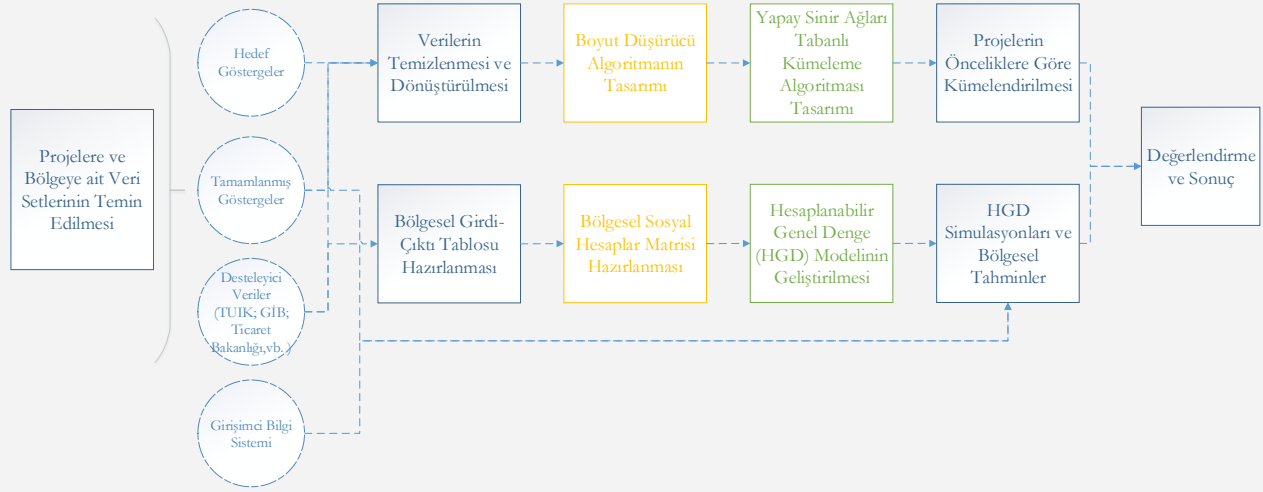 Projelere ve
Bölgeye ait Veri
Setlerinin Temin
Edilmesi
Hedef
Göstergeler
Tamamlanmış
Göstergeler
Desteleyici
Veriler
(TUIK; GİB;
Ticaret
Bakanlığı,vb. )
Girişimci Bilgi
Sistemi
Verilerin
Temizlenmesi ve
Dönüştürülmesi
Boyut Düşürücü
Algoritmanın
Tasarımı
Yapay Sinir Ağları
Tabanlı
Kümeleme
Algoritması
Tasarımı
Projelerin
Önceliklere Göre
Kümelendirilmesi
Bölgesel Girdi-
Çıktı Tablosu
Hazırlanması
Bölgesel Sosyal
Hesaplar Matrisi
Hazırlanması
Hesaplanabilir
Genel Denge
(HGD) Modelinin
Geliştirilmesi
HGD
Simulasyonları ve
Bölgesel
Tahminler
Değerlendirme
ve Sonuç